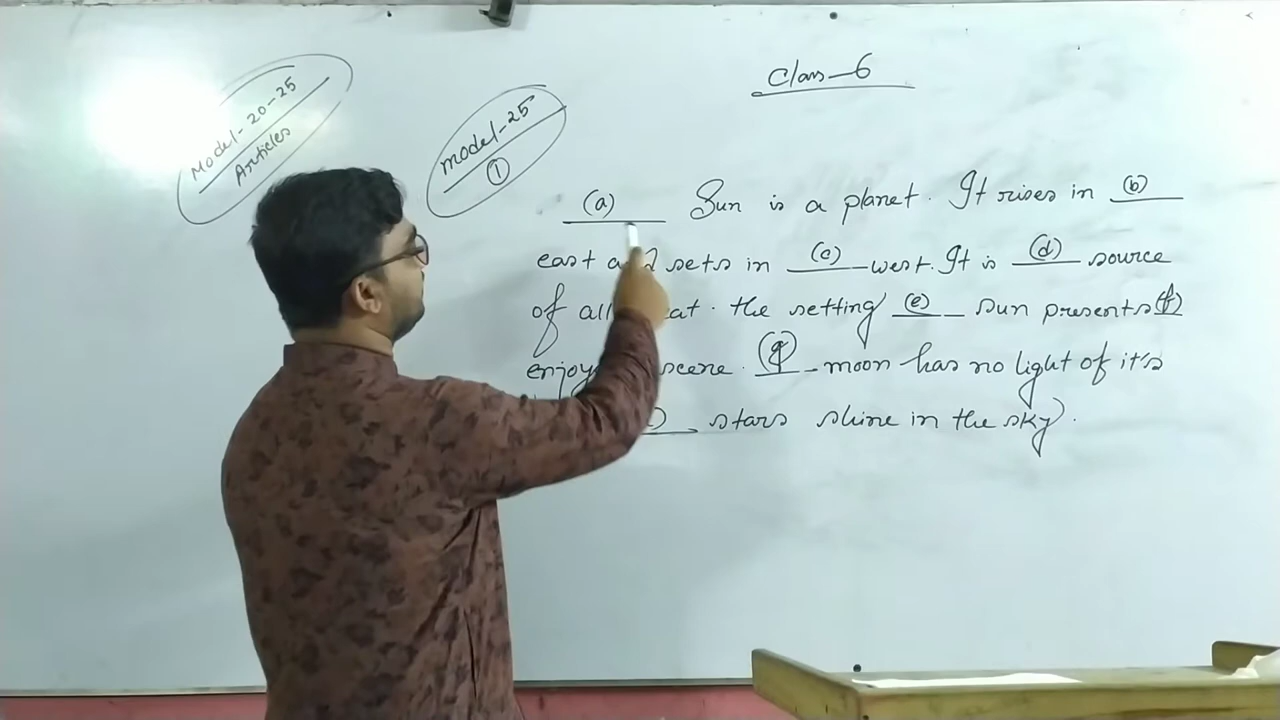 Model-20-25
Articles
model-25
1
Class-6
(a) Sun is a planet. It rises in (b)
east and sets in (c) west. It is (d) source
of all heat. the setting (e) sun presents (f)
enjoy scene. (g) moon has no light of it's
stars shine in the sky.